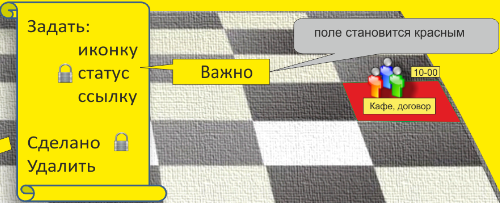 Задать:
иконку
статус
ссылку
Сделано
Удалить
Важно
поле становится красным
10-00
Кафе, договор